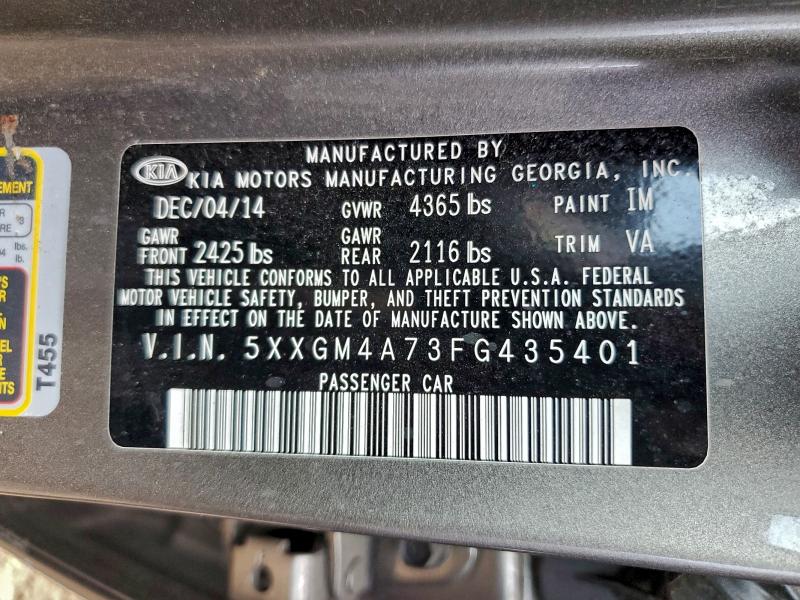 MANUFACTURED BY
KIA
KIA MOTORS MANUFACTURING GEORGIA, INC.
DEC/04/14 GVWR 4365 lbs PAINT IM
GAWR FRONT 2425 lbs GAWR REAR 2116 lbs TRIM VA
THIS VEHICLE CONFORMS TO ALL APPLICABLE U.S.A. FEDERAL
MOTOR VEHICLE SAFETY, BUMPER, AND THEFT PREVENTION STANDARDS
IN EFFECT ON THE DATE OF MANUFACTURE SHOWN ABOVE.
V.I.N. 5XXGM4A73FG435401
PASSENGER CAR
T455
lbs.
lb.